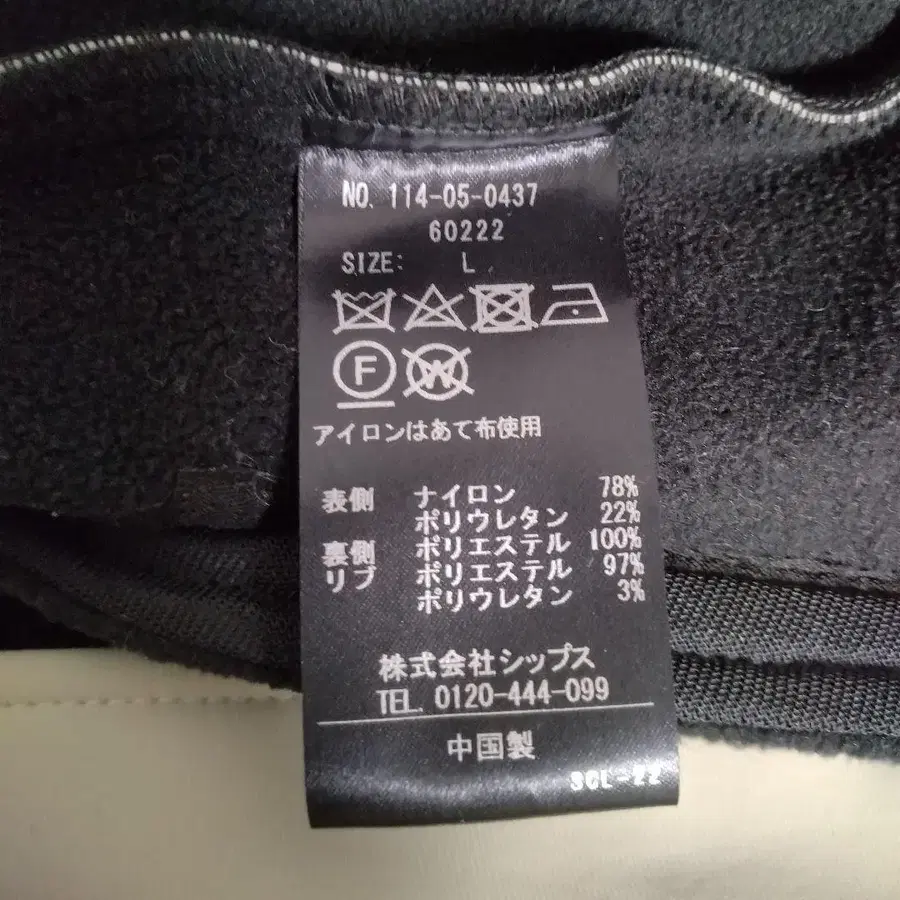 NO. 114-05-0437
60222
SIZE: L
F W
アイロンはあて布使用
表側 ナイロン 78%
ポリウレタン 22%
裏側 ポリエステル 100%
リブ ポリエステル 97%
ポリウレタン 3%
株式会社シップス
TEL. 0120-444-099
中国製
SGL-22